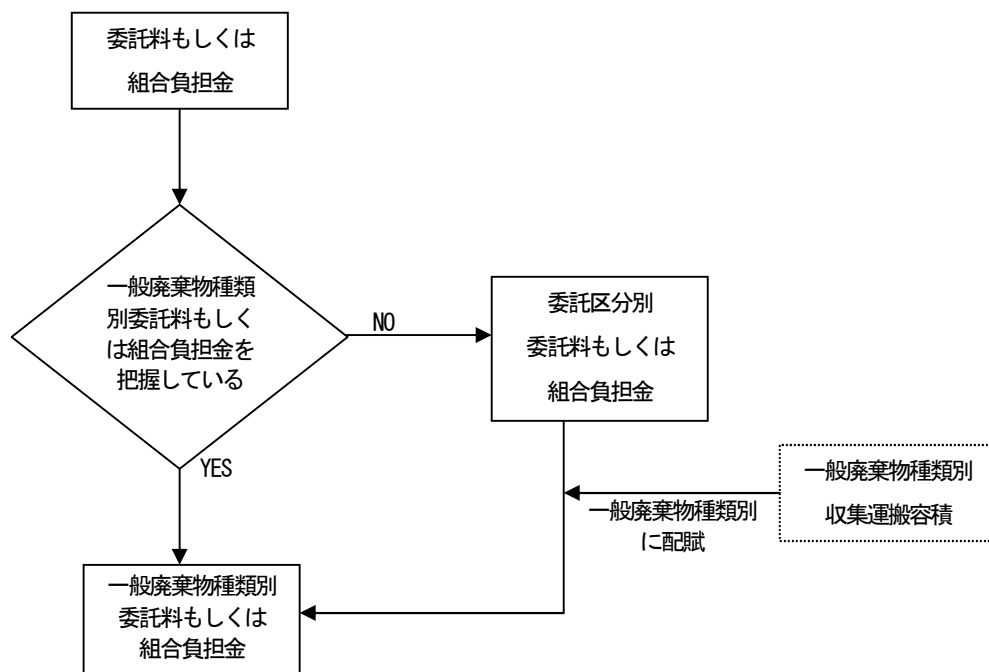 委託料もしくは
組合負担金
一般廃棄物種類
別委託料もしく
は組合負担金を
把握している
NO
委託区分別
委託料もしくは
組合負担金
YES
一般廃棄物種類別
収集運搬容積
一般廃棄物種類別
に配賦
一般廃棄物種類別
委託料もしくは
組合負担金